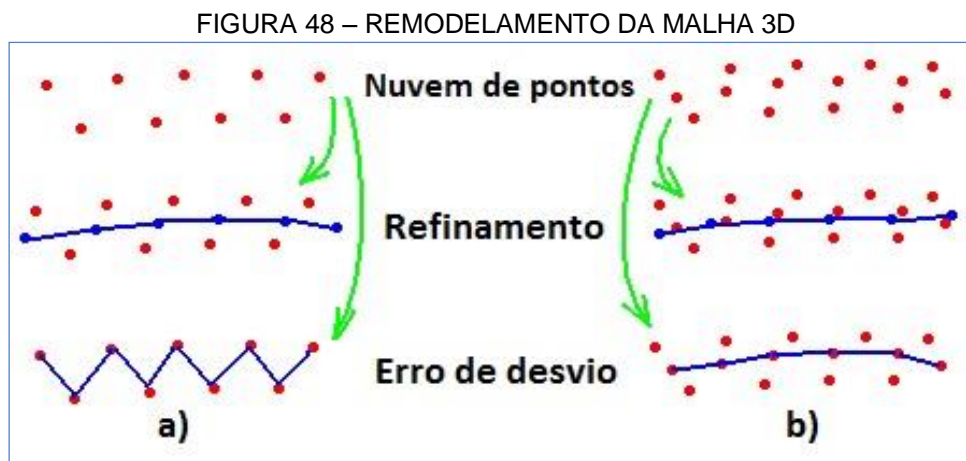 FIGURA 48 – REMODELAMENTO DA MALHA 3D
Nuvem de pontos
Refinamento
Erro de desvio
a)
b)